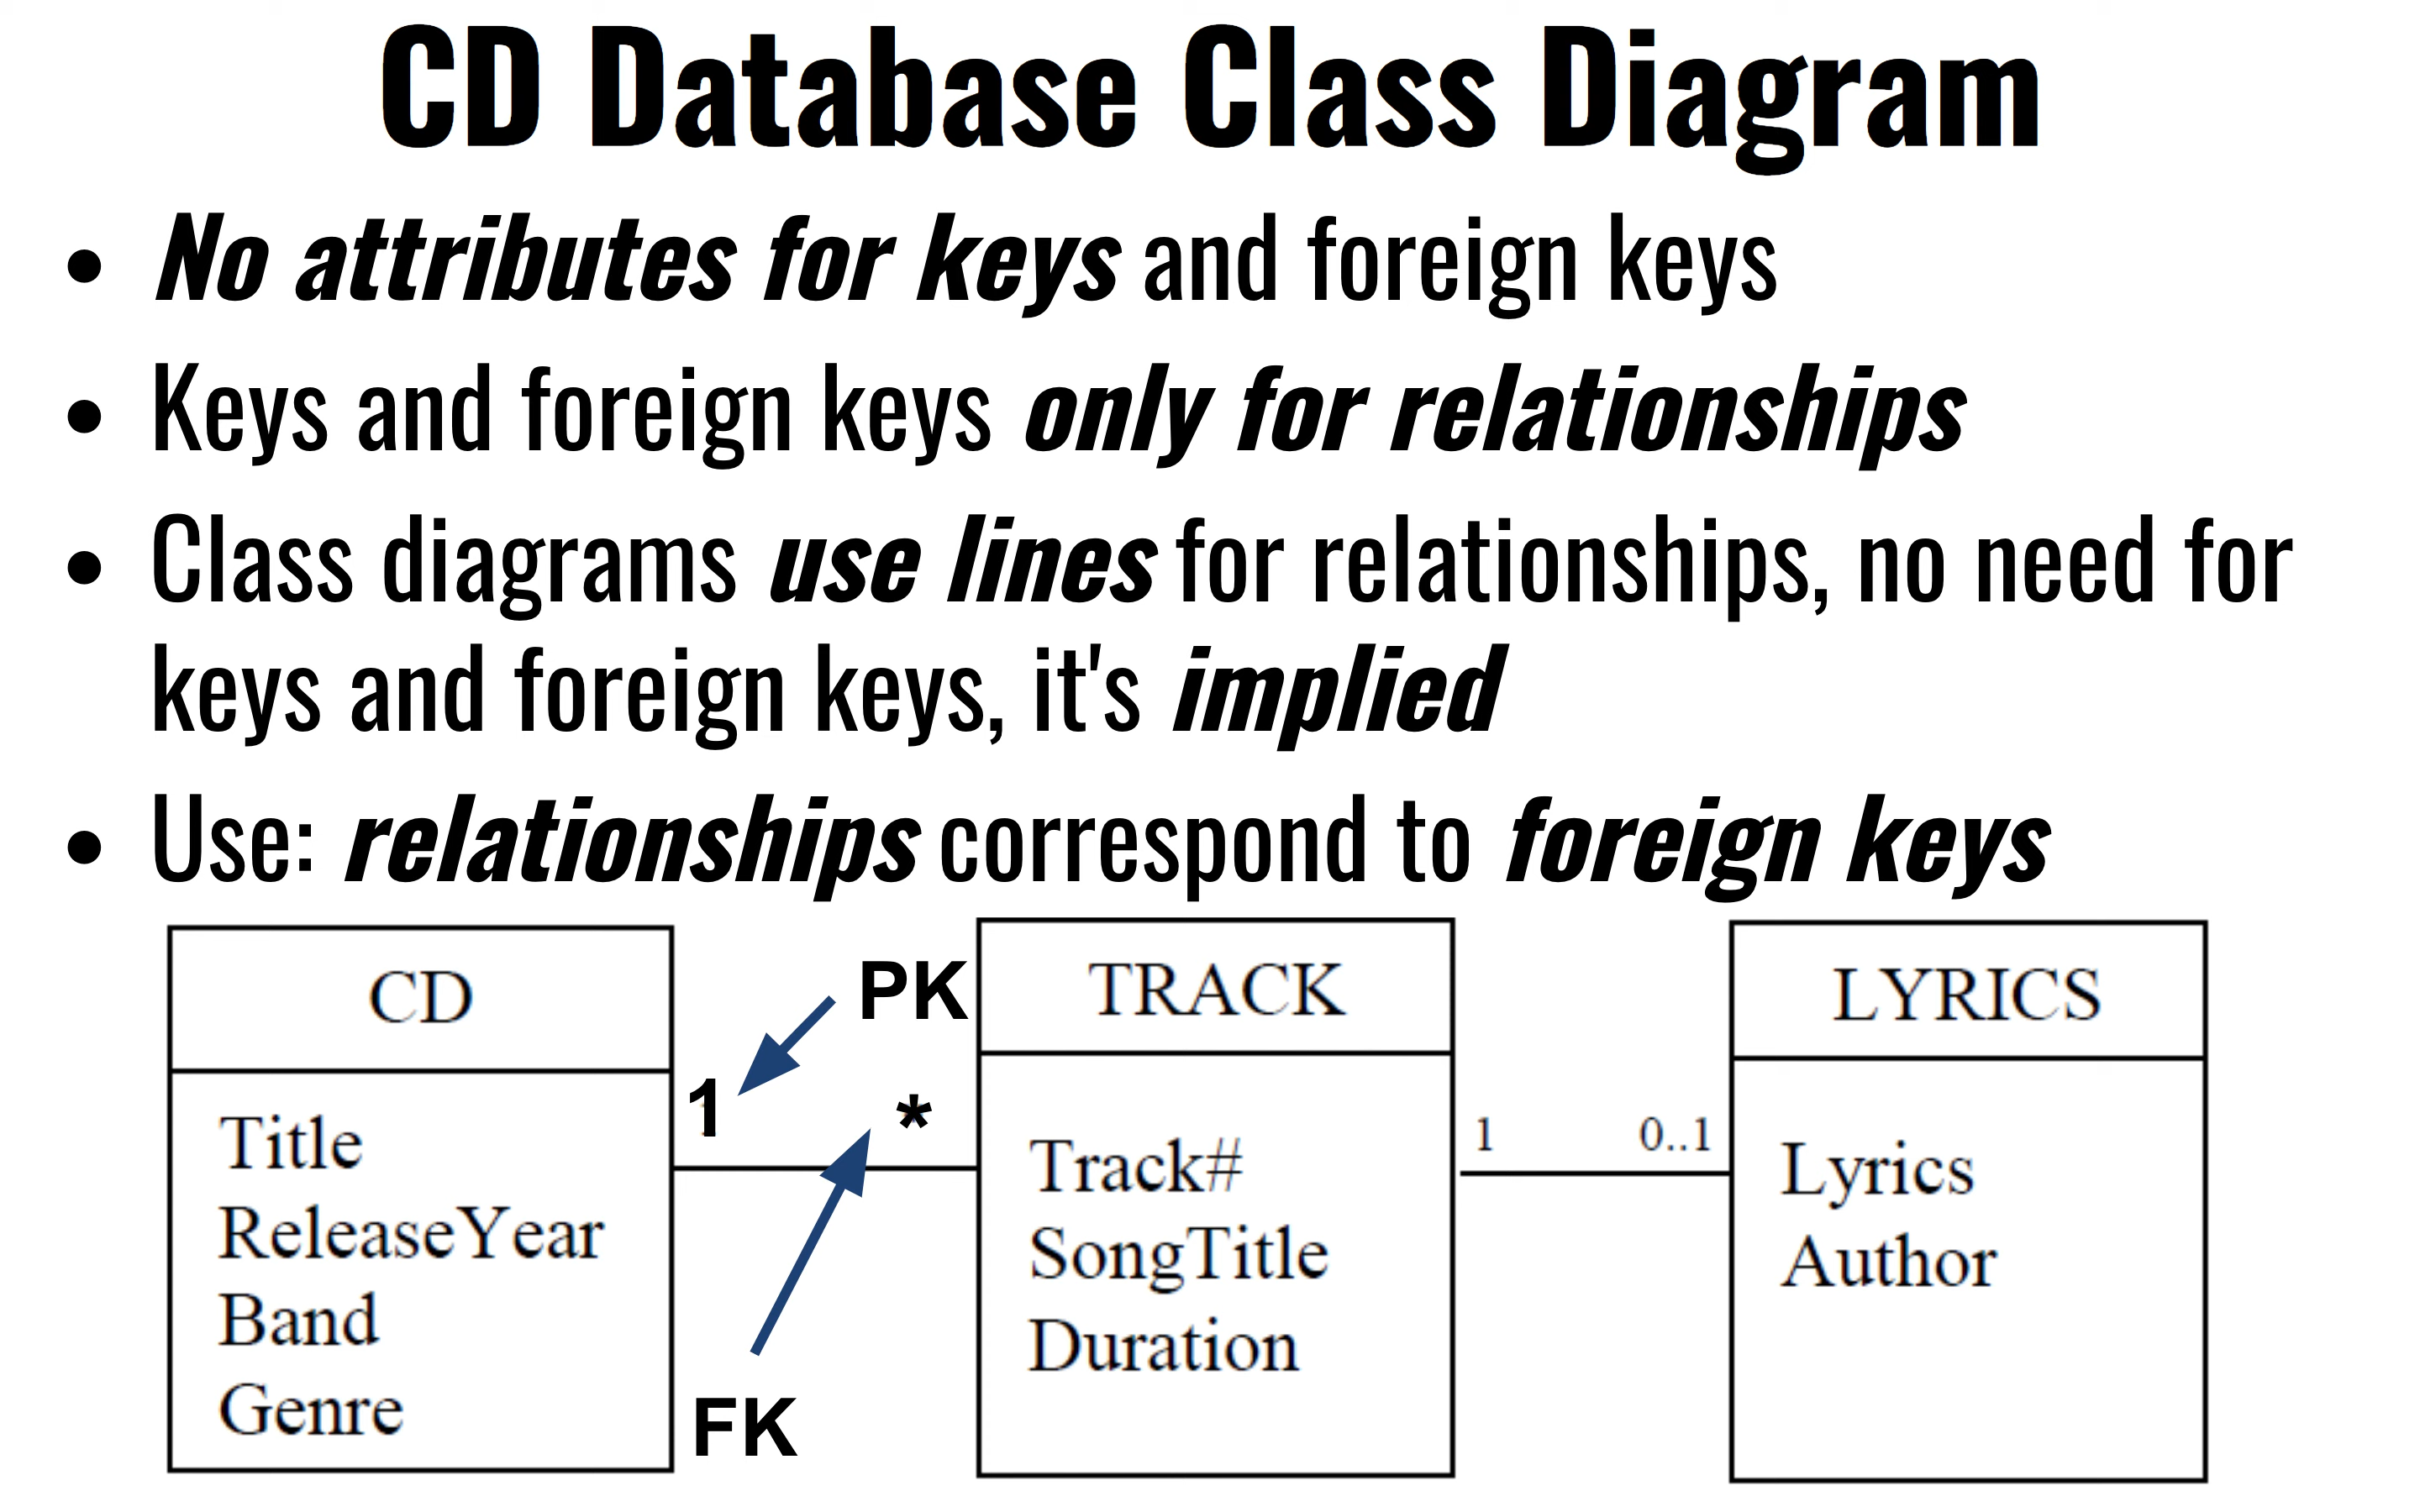 CD Database Class Diagram
• No attributes for keys and foreign keys
• Keys and foreign keys only for relationships
• Class diagrams use lines for relationships, no need for
keys and foreign keys, it's implied
• Use: relationships correspond to foreign keys
CD
Title
ReleaseYear
Band
Genre
PK
1
*
FK
TRACK
Track#
SongTitle
Duration
1
0..1
LYRICS
Lyrics
Author